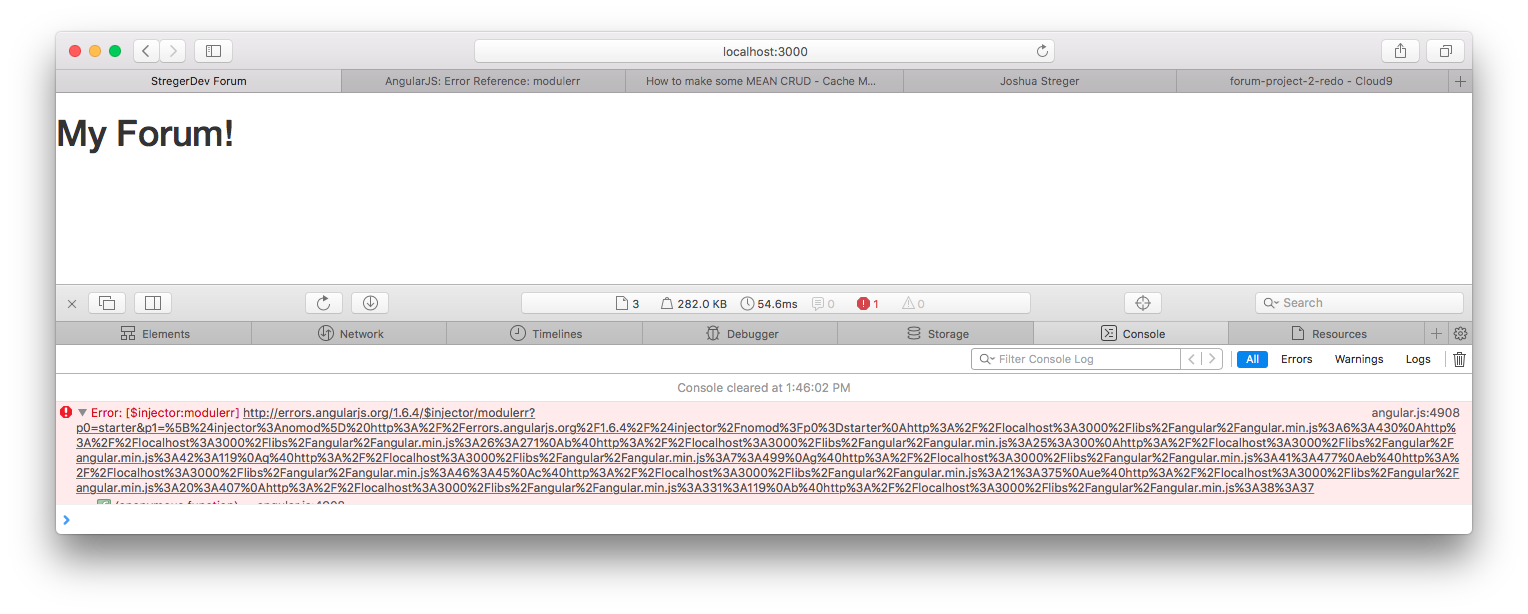 localhost:3000
StregerDev Forum
AngularJS: Error Reference: modulerr
How to make some MEAN CRUD - Cache M...
Joshua Streger
forum-project-2-redo - Cloud9
My Forum!
3
282.0 KB
54.6ms
0
1
0
Search
Elements
Network
Timelines
Debugger
Storage
Console
Resources
Filter Console Log
All
Errors
Warnings
Logs
Console cleared at 1:46:02 PM
Error: [$injector:modulerr] http://errors.angularjs.org/1.6.4/$injector/modulerr?
angular.js:4908
p0=starter&p1=%5B%24injector%3Anomod%5D%20http%3A%2F%2Ferrors.angularjs.org%2F1.6.4%2F%24injector%2Fnomod%3Fp0%3Dstarter%0Ahttp%3A%2F%2Flocalhost%3A3000%2Flibs%2Fangular%2Fangular.min.js%3A6%3A430%0Ahttp%
3A%2F%2Flocalhost%3A3000%2Flibs%2Fangular%2Fangular.min.js%3A26%3A271%0Ab%40http%3A%2F%2Flocalhost%3A3000%2Flibs%2Fangular%2Fangular.min.js%3A25%3A300%0Ahttp%3A%2F%2Flocalhost%3A3000%2Flibs%2Fangular%2F
angular.min.js%3A42%3A119%0Aq%40http%3A%2F%2Flocalhost%3A3000%2Flibs%2Fangular%2Fangular.min.js%3A7%3A499%0Ag%40http%3A%2F%2Flocalhost%3A3000%2Flibs%2Fangular%2Fangular.min.js%3A41%3A477%0Aeb%40http%3A%
2F%2Flocalhost%3A3000%2Flibs%2Fangular%2Fangular.min.js%3A46%3A45%0Ac%40http%3A%2F%2Flocalhost%3A3000%2Flibs%2Fangular%2Fangular.min.js%3A21%3A375%0Aue%40http%3A%2F%2Flocalhost%3A3000%2Flibs%2Fangular%2F
angular.min.js%3A20%3A407%0Ahttp%3A%2F%2Flocalhost%3A3000%2Flibs%2Fangular%2Fangular.min.js%3A331%3A119%0Ab%40http%3A%2F%2Flocalhost%3A3000%2Flibs%2Fangular%2Fangular.min.js%3A38%3A37